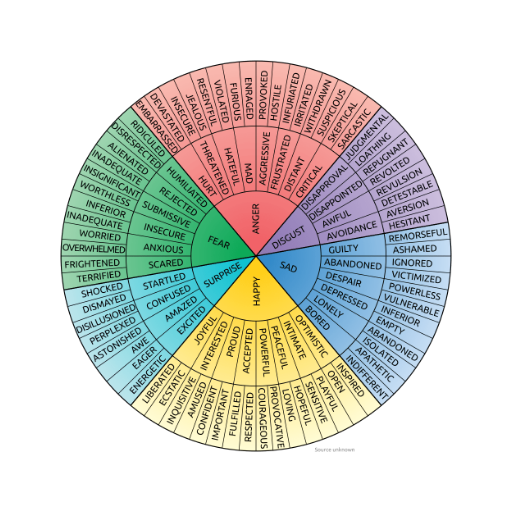 ANGER
HURT
THREATENED
HATEFUL
MAD
AGGRESSIVE
FRUSTRATED
DISTANT
CRITICAL
EMBARRASSED
DEVASTATED
INSECURE
JEALOUS
RESENTFUL
VIOLATED
FURIOUS
ENRAGED
PROVOKED
HOSTILE
INFURIATED
IRRITATED
WITHDRAWN
SUSPICIOUS
SKEPTICAL
SARCASTIC
DISGUST
DISAPPROVAL
DISAPPOINTED
AWFUL
AVOIDANCE
JUDGMENTAL
LOATHING
REPUGNANT
REVOLTED
REVULSION
DETESTABLE
AVERSION
HESITANT
SAD
GUILTY
ABANDONED
DESPAIR
DEPRESSED
LONELY
BORED
REMORSEFUL
ASHAMED
IGNORED
VICTIMIZED
POWERLESS
VULNERABLE
INFERIOR
EMPTY
ABANDONED
ISOLATED
APATHETIC
INDIFFERENT
HAPPY
OPTIMISTIC
INTIMATE
PEACEFUL
POWERFUL
ACCEPTED
PROUD
INTERESTED
JOYFUL
INSPIRED
OPEN
PLAYFUL
SENSITIVE
HOPEFUL
LOVING
PROVOCATIVE
COURAGEOUS
RESPECTED
FULFILLED
IMPORTANT
CONFIDENT
AMUSED
INQUISITIVE
ECSTATIC
LIBERATED
SURPRISE
EXCITED
AMAZED
CONFUSED
STARTLED
ENERGETIC
EAGER
AWE
ASTONISHED
PERPLEXED
DISILLUSIONED
DISMAYED
SHOCKED
FEAR
SCARED
ANXIOUS
INSECURE
SUBMISSIVE
REJECTED
HUMILIATED
TERRIFIED
FRIGHTENED
OVERWHELMED
WORRIED
INADEQUATE
INFERIOR
WORTHLESS
INSIGNIFICANT
INADEQUATE
ALIENATED
DISRESPECTED
RIDICULED
Source unknown